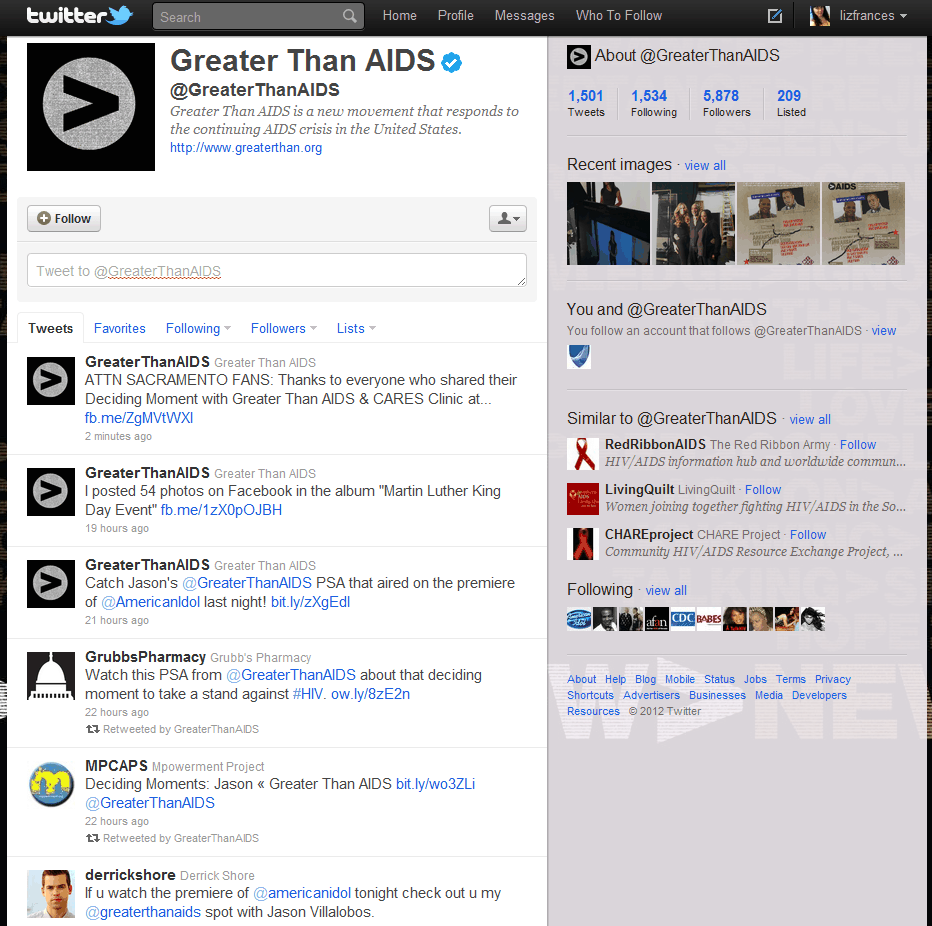 twitter
Search
Home Profile Messages Who To Follow
lizfrances
Greater Than AIDS
@GreaterThanAIDS
Greater Than AIDS is a new movement that responds to
the continuing AIDS crisis in the United States.
http://www.greaterthan.org
Follow
Tweet to @GreaterThanAIDS
Tweets Favorites Following Followers Lists
GreaterThanAIDS Greater Than AIDS
ATTN SACRAMENTO FANS: Thanks to everyone who shared their
Deciding Moment with Greater Than AIDS & CARES Clinic at...
fb.me/ZgMVtWXl
2 minutes ago
GreaterThanAIDS Greater Than AIDS
I posted 54 photos on Facebook in the album "Martin Luther King
Day Event" fb.me/1zX0pOJBH
19 hours ago
GreaterThanAIDS Greater Than AIDS
Catch Jason's @GreaterThanAIDS PSA that aired on the premiere
of @AmericanIdol last night! bit.ly/zXgEdI
21 hours ago
GrubbsPharmacy Grubb's Pharmacy
Watch this PSA from @GreaterThanAIDS about that deciding
moment to take a stand against #HIV. ow.ly/8zE2n
22 hours ago
Retweeted by GreaterThanAIDS
MPCAPS Mpowerment Project
Deciding Moments: Jason « Greater Than AIDS bit.ly/wo3ZLi
@GreaterThanAIDS
22 hours ago
Retweeted by GreaterThanAIDS
derrickshore Derrick Shore
If u watch the premiere of @americanidol tonight check out u my
@greaterthanaids spot with Jason Villalobos.
About @GreaterThanAIDS
1,501 1,534 5,878 209
Tweets Following Followers Listed
Recent images · view all
AIDS
You and @GreaterThanAIDS
You follow an account that follows @GreaterThanAIDS · view
Similar to @GreaterThanAIDS · view all
RedRibbonAIDS The Red Ribbon Army · Follow
HIV/AIDS information hub and worldwide commun...
LivingQuilt LivingQuilt · Follow
Women joining together fighting HIV/AIDS in the So...
CHAREproject CHARE Project · Follow
Community HIV/AIDS Resource Exchange Project, ...
Following · view all
afan CDC BABES
About Help Blog Mobile Status Jobs Terms Privacy
Shortcuts Advertisers Businesses Media Developers
Resources © 2012 Twitter